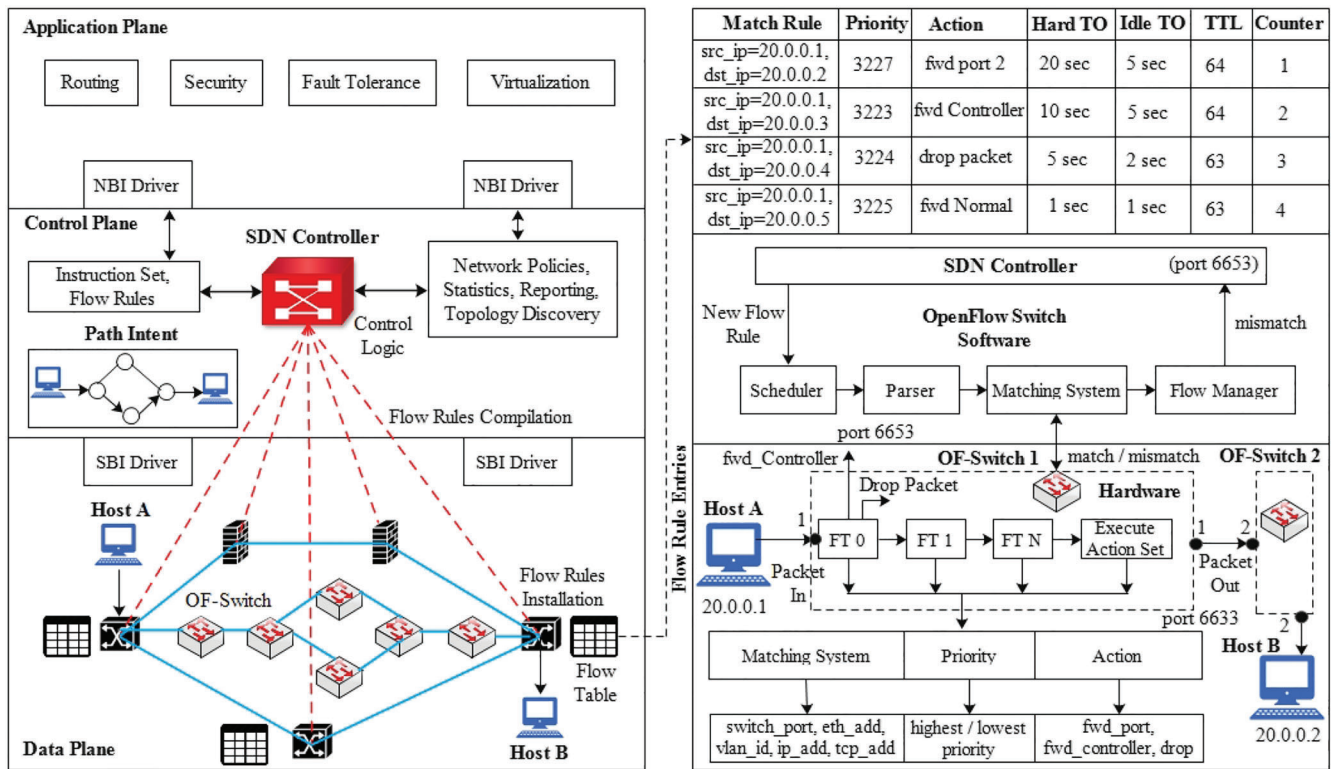 Application Plane
Routing
Security
Fault Tolerance
Virtualization
NBI Driver
NBI Driver
Control Plane
SDN Controller
Instruction Set,
Flow Rules
Network Policies,
Statistics, Reporting,
Topology Discovery
Control
Logic
Path Intent
Flow Rules Compilation
SBI Driver
SBI Driver
Host A
OF-Switch
Flow Rules
Installation
Flow
Table
Host B
Data Plane
Flow Rule Entries
Match Rule Priority Action Hard TO Idle TO TTL Counter
src_ip=20.0.0.1,
dst_ip=20.0.0.2 3227 fwd port 2 20 sec 5 sec 64 1
src_ip=20.0.0.1,
dst_ip=20.0.0.3 3223 fwd Controller 10 sec 5 sec 64 2
src_ip=20.0.0.1,
dst_ip=20.0.0.4 3224 drop packet 5 sec 2 sec 63 3
src_ip=20.0.0.1,
dst_ip=20.0.0.5 3225 fwd Normal 1 sec 1 sec 63 4
SDN Controller (port 6653)
New Flow
Rule
OpenFlow Switch
Software
mismatch
Scheduler
Parser
Matching System
Flow Manager
port 6653
fwd_Controller
OF-Switch 1
match / mismatch
OF-Switch 2
Drop Packet
Hardware
Host A
1
FT 0
FT 1
FT N
Execute
Action Set
1
2
Packet
In
Packet
Out
20.0.0.1
port 6633
2
Host B
Matching System
Priority
Action
switch_port, eth_add,
vlan_id, ip_add, tcp_add
highest / lowest
priority
fwd_port,
fwd_controller, drop
20.0.0.2